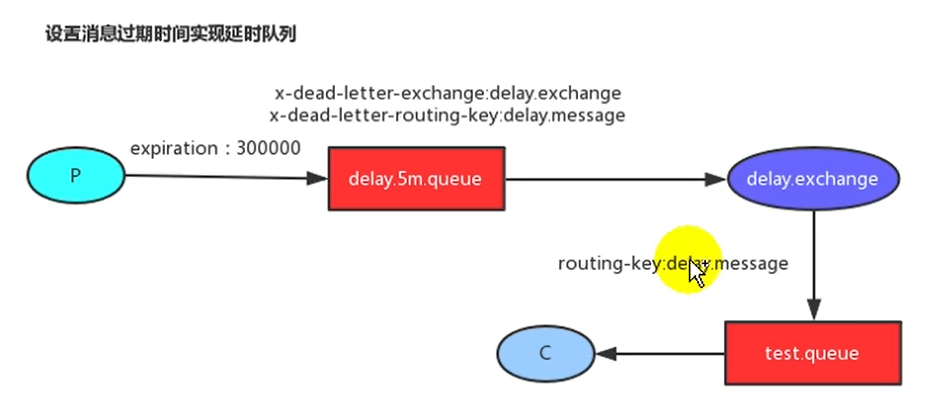 设置消息过期时间实现延时队列
x-dead-letter-exchange:delay.exchange
x-dead-letter-routing-key:delay.message
expiration：300000
P
delay.5m.queue
delay.exchange
routing-key:delay.message
C
test.queue